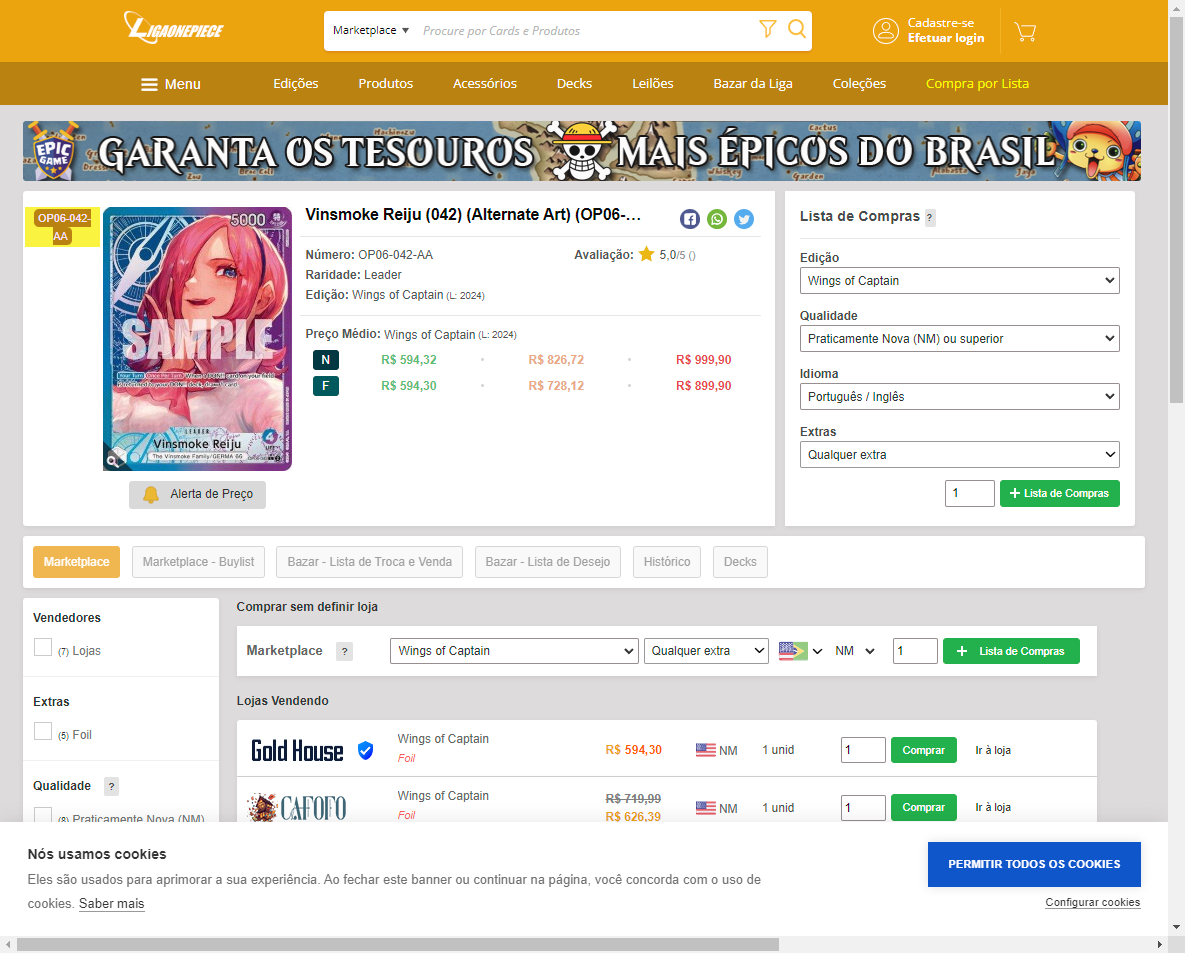 LIGAONEPIECE
Marketplace ▼ Procure por Cards e Produtos
Cadastre-se
Efetuar login
Menu Edições Produtos Acessórios Decks Leilões Bazar da Liga Coleções Compra por Lista
EPIC GAME GARANTA OS TESOUROS MAIS ÉPICOS DO BRASIL
OP06-042-AA
5000
SAMPLE
LEADER
Vinsmoke Reiju
The Vinsmoke Family/GERMA 66
4
LIFE
Alerta de Preço
Vinsmoke Reiju (042) (Alternate Art) (OP06-...
Número: OP06-042-AA
Avaliação: 5,0/5 ()
Raridade: Leader
Edição: Wings of Captain (L: 2024)
Preço Médio: Wings of Captain (L: 2024)
N R$ 594,32 R$ 826,72 R$ 999,90
F R$ 594,30 R$ 728,12 R$ 899,90
Lista de Compras ?
Edição
Wings of Captain
Qualidade
Praticamente Nova (NM) ou superior
Idioma
Português / Inglês
Extras
Qualquer extra
1 + Lista de Compras
Marketplace Marketplace - Buylist Bazar - Lista de Troca e Venda Bazar - Lista de Desejo Histórico Decks
Vendedores
(7) Lojas
Extras
(5) Foil
Qualidade ?
(8) Praticamente Nova (NM)
Comprar sem definir loja
Marketplace ? Wings of Captain Qualquer extra NM 1 + Lista de Compras
Lojas Vendendo
Gold House Wings of Captain Foil R$ 594,30 NM 1 unid 1 Comprar Ir à loja
CAFOFO Wings of Captain Foil R$ 719,99 R$ 626,39 NM 1 unid 1 Comprar Ir à loja
Nós usamos cookies
Eles são usados para aprimorar a sua experiência. Ao fechar este banner ou continuar na página, você concorda com o uso de
cookies. Saber mais
PERMITIR TODOS OS COOKIES
Configurar cookies